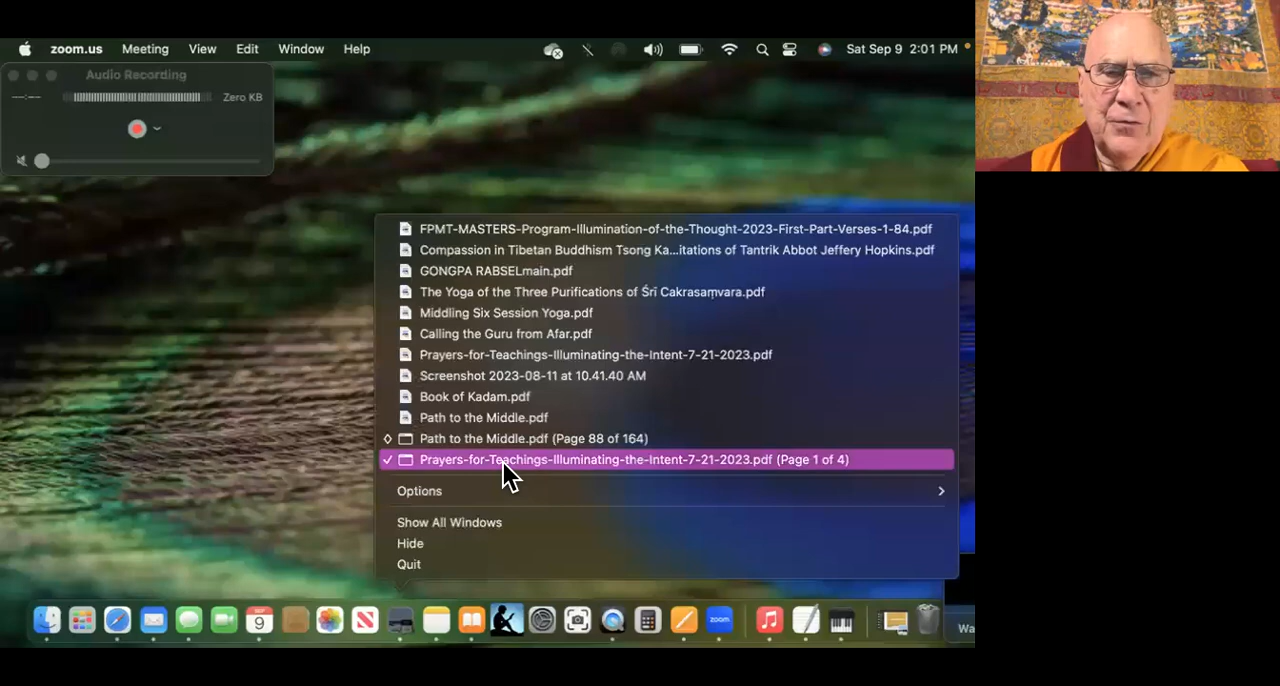 zoom.us Meeting View Edit Window Help Sat Sep 9 2:01 PM
Audio Recording
--:-- Zero KB
FPMT-MASTERS-Program-Illumination-of-the-Thought-2023-First-Part-Verses-1-84.pdf
Compassion in Tibetan Buddhism Tsong Ka...itations of Tantrik Abbot Jeffery Hopkins.pdf
GONGPA RABSELmain.pdf
The Yoga of the Three Purifications of Śrī Cakrasaṃvara.pdf
Middling Six Session Yoga.pdf
Calling the Guru from Afar.pdf
Prayers-for-Teachings-Illuminating-the-Intent-7-21-2023.pdf
Screenshot 2023-08-11 at 10.41.40 AM
Book of Kadam.pdf
Path to the Middle.pdf
Path to the Middle.pdf (Page 88 of 164)
Prayers-for-Teachings-Illuminating-the-Intent-7-21-2023.pdf (Page 1 of 4)
Options
Show All Windows
Hide
Quit
SEP
9
zoom
Wa